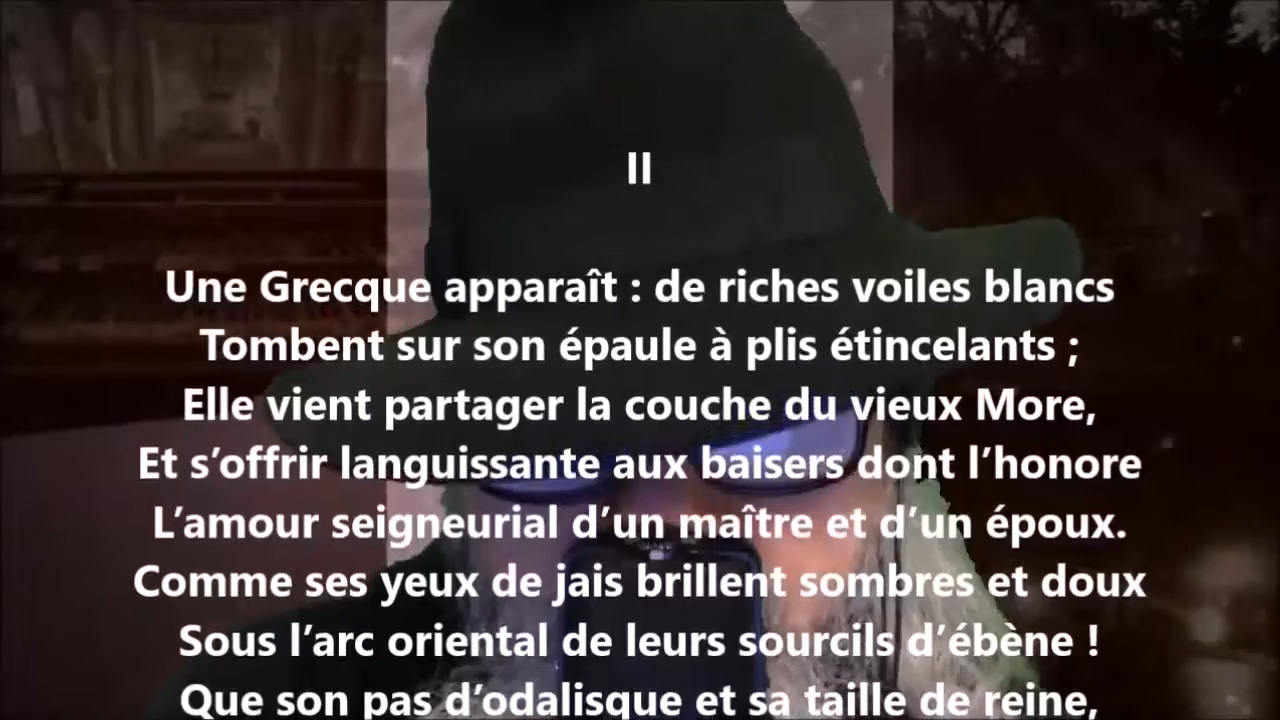 II
Une Grecque apparaît : de riches voiles blancs
Tombent sur son épaule à plis étincelants ;
Elle vient partager la couche du vieux More,
Et s’offrir languissante aux baisers dont l’honore
L’amour seigneurial d’un maître et d’un époux.
Comme ses yeux de jais brillent sombres et doux
Sous l’arc oriental de leurs sourcils d’ébène !
Que son pas d’odalisque et sa taille de reine,